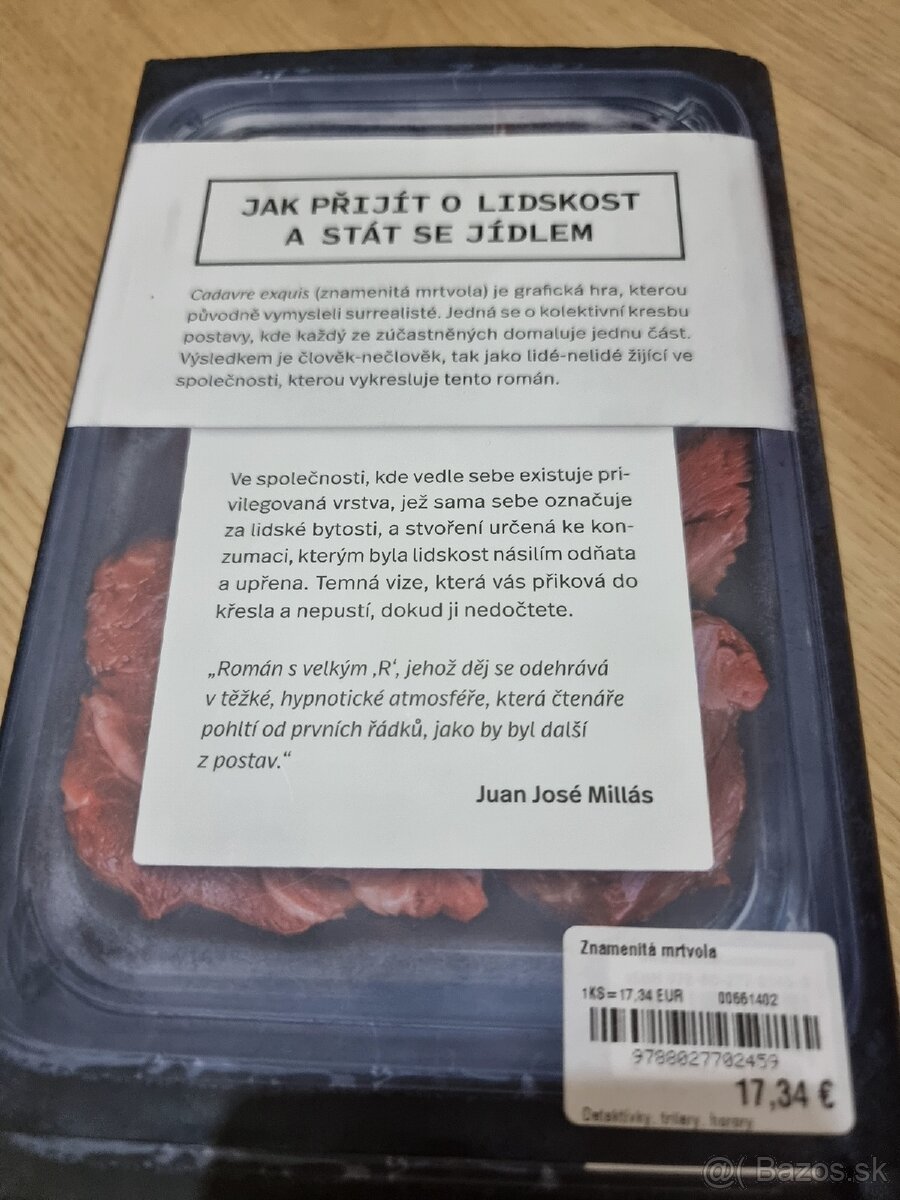 JAK PŘIJÍT O LIDSKOST
A STÁT SE JÍDLEM
Cadavre exquis (znamenitá mrtvola) je grafická hra, kterou
původně vymysleli surrealisté. Jedná se o kolektivní kresbu
postavy, kde každý ze zúčastněných domaluje jednu část.
Výsledkem je člověk-nečlověk, tak jako lidé-nelidé žijící ve
společnosti, kterou vykresluje tento román.
Ve společnosti, kde vedle sebe existuje pri-
vilegovaná vrstva, jež sama sebe označuje
za lidské bytosti, a stvoření určená ke kon-
zumaci, kterým byla lidskost násilím odňata
a upřena. Temná vize, která vás přiková do
křesla a nepustí, dokud ji nedočtete.
„Román s velkým ‚R‘, jehož děj se odehrává
v těžké, hypnotické atmosféře, která čtenáře
pohltí od prvních řádků, jako by byl další
z postav.“
Juan José Millás
Znamenitá mrtvola
1KS=17,34 EUR 00661402
9788027702459
17,34 €
Detektívky, trilery, horory
@( Bazos.sk